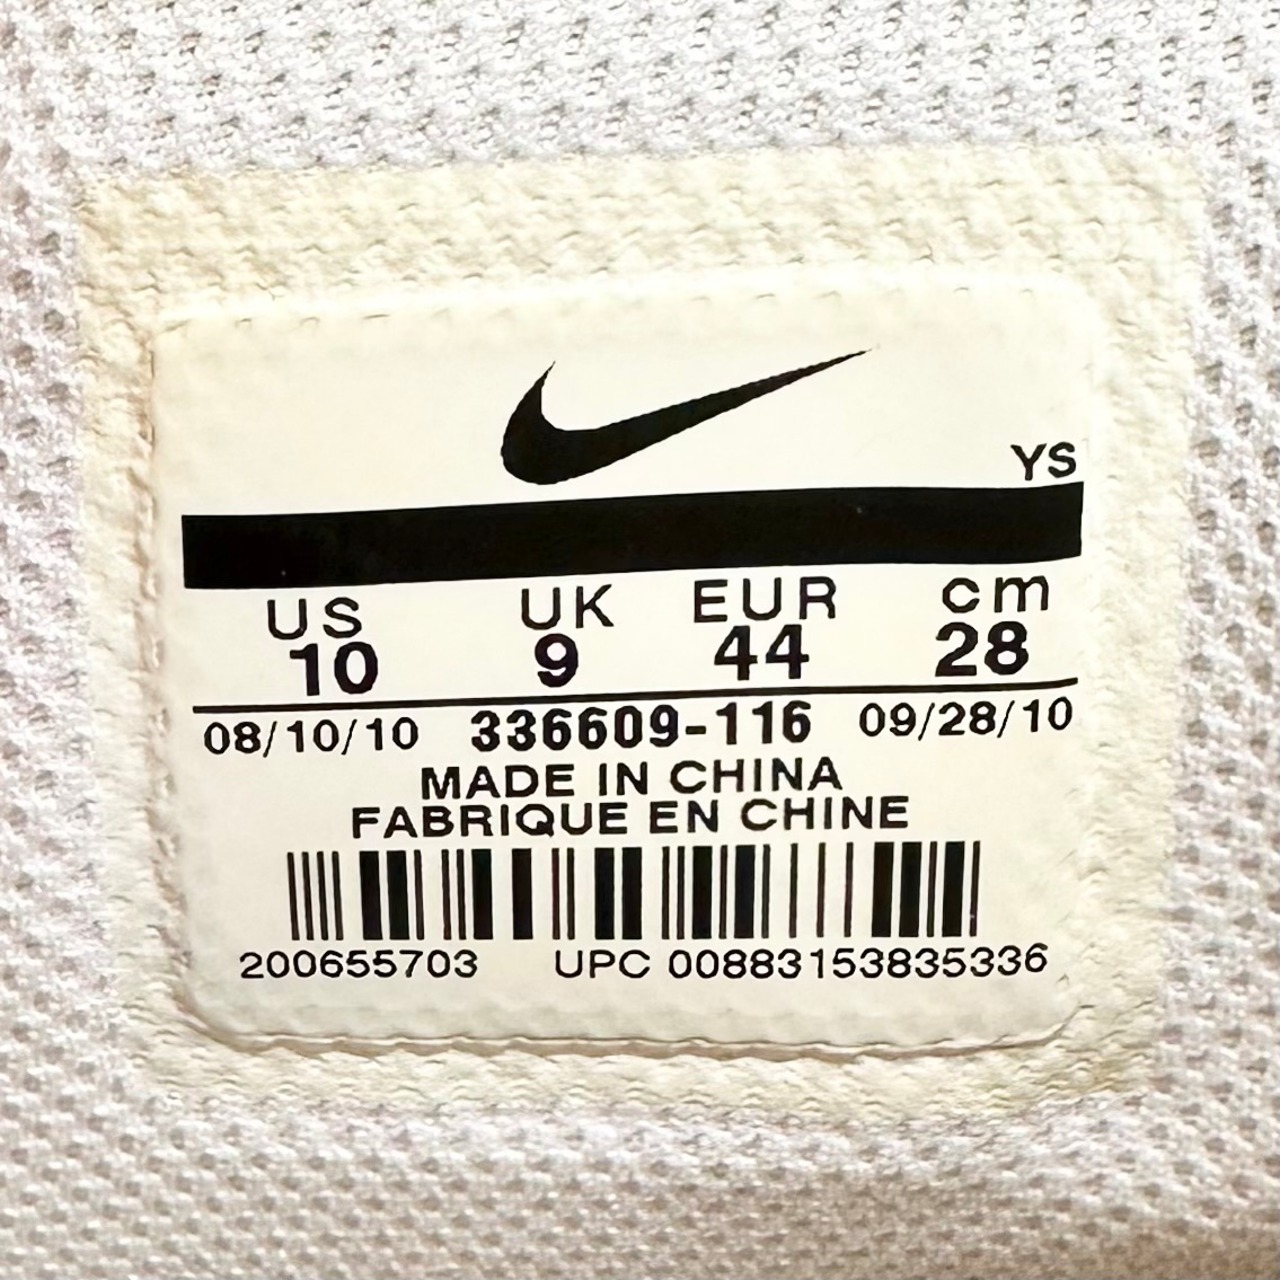 YS
US UK EUR cm
10 9 44 28
08/10/10 336609-116 09/28/10
MADE IN CHINA
FABRIQUE EN CHINE
200655703 UPC 00883153835336